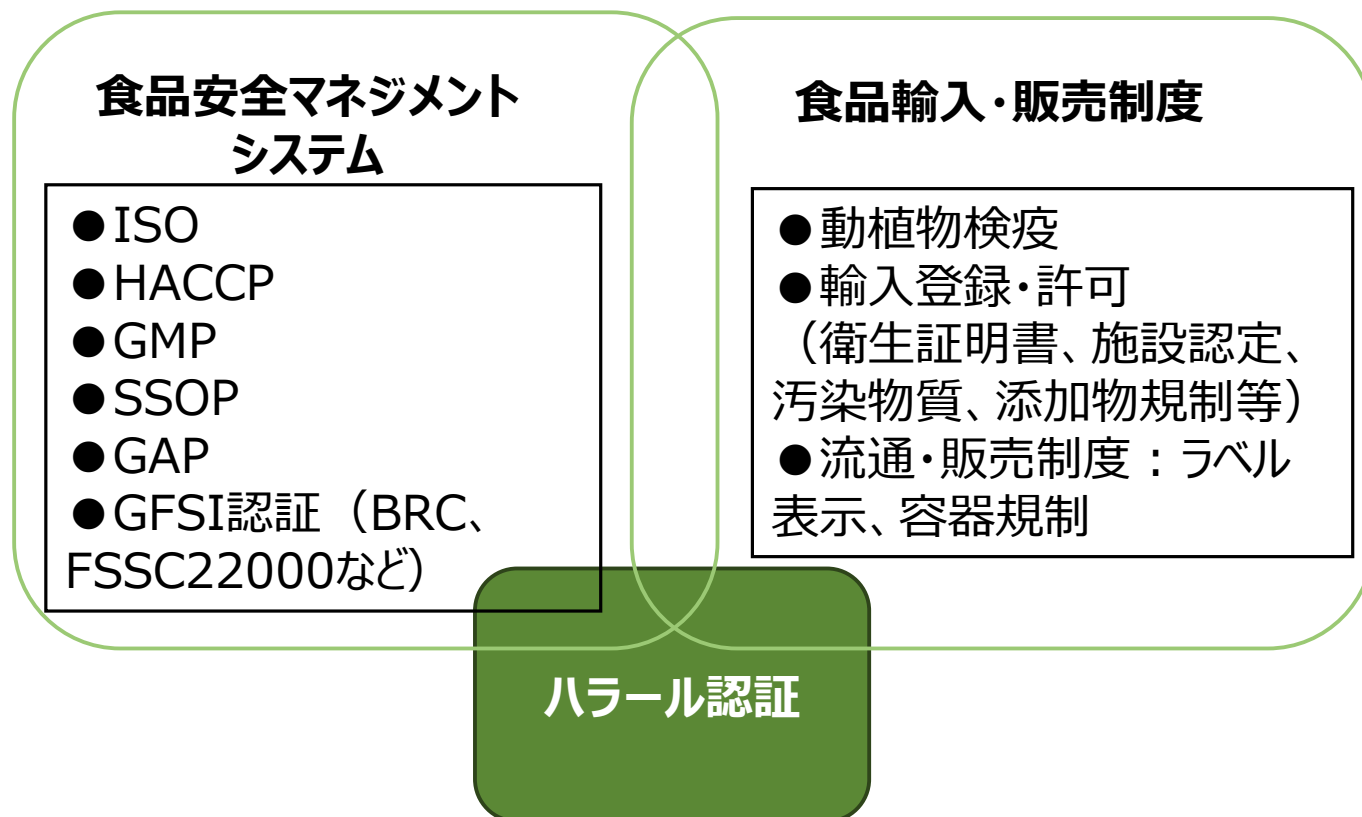 食品安全マネジメント
システム
●ISO
●HACCP
●GMP
●SSOP
●GAP
●GFSI認証（BRC、
FSSC22000など）
食品輸入・販売制度
●動植物検疫
●輸入登録・許可
（衛生証明書、施設認定、
汚染物質、添加物規制等）
●流通・販売制度：ラベル
表示、容器規制
ハラール認証